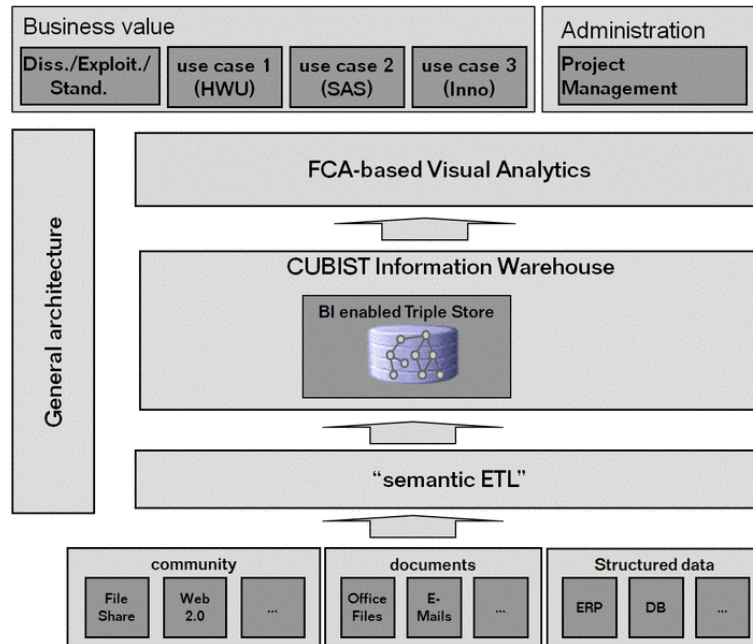 Business value
Diss./Exploit./
Stand.
use case 1
(HWU)
use case 2
(SAS)
use case 3
(Inno)
Administration
Project
Management
General architecture
FCA-based Visual Analytics
CUBIST Information Warehouse
BI enabled Triple Store
“semantic ETL”
community
File
Share
Web
2.0
...
documents
Office
Files
E-
Mails
...
Structured data
ERP
DB
...